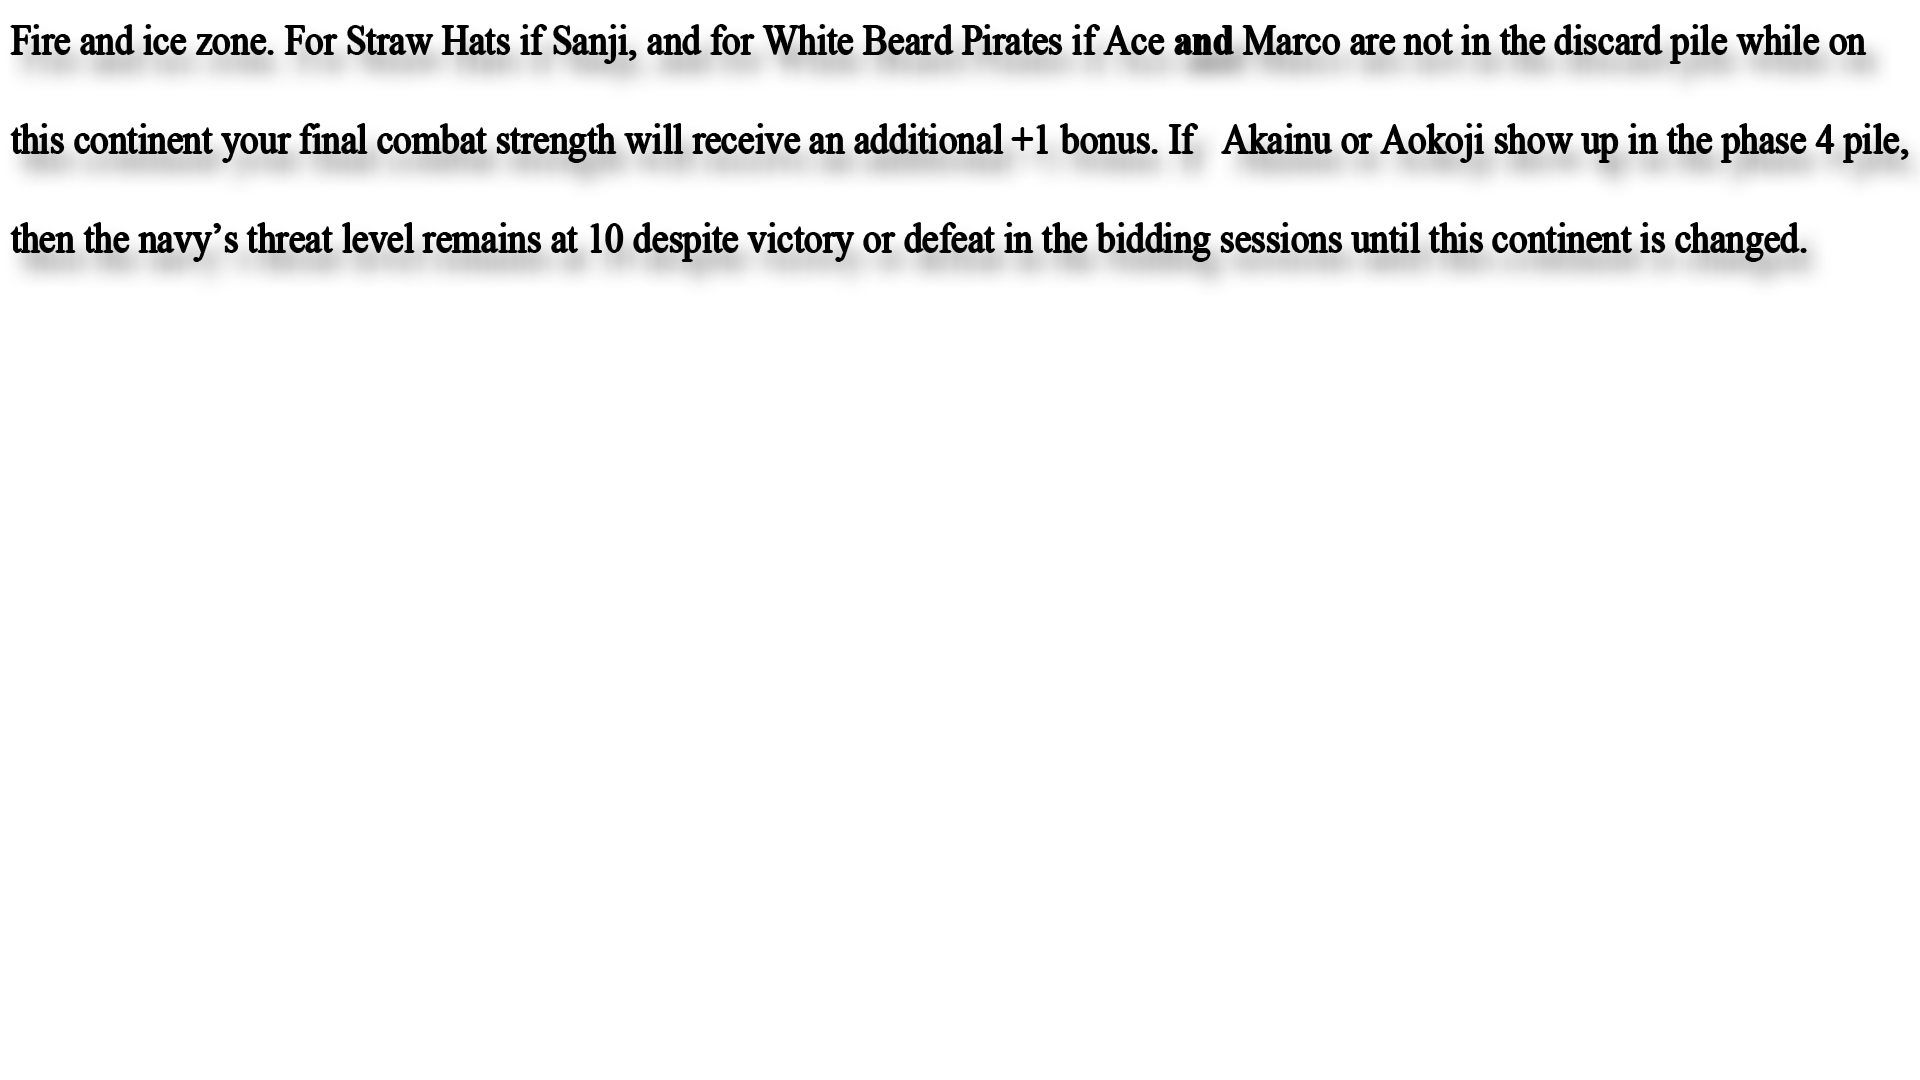 Fire and ice zone. For Straw Hats if Sanji, and for White Beard Pirates if Ace and Marco are not in the discard pile while on
this continent your final combat strength will receive an additional +1 bonus. If   Akainu or Aokoji show up in the phase 4 pile,
then the navy’s threat level remains at 10 despite victory or defeat in the bidding sessions until this continent is changed.